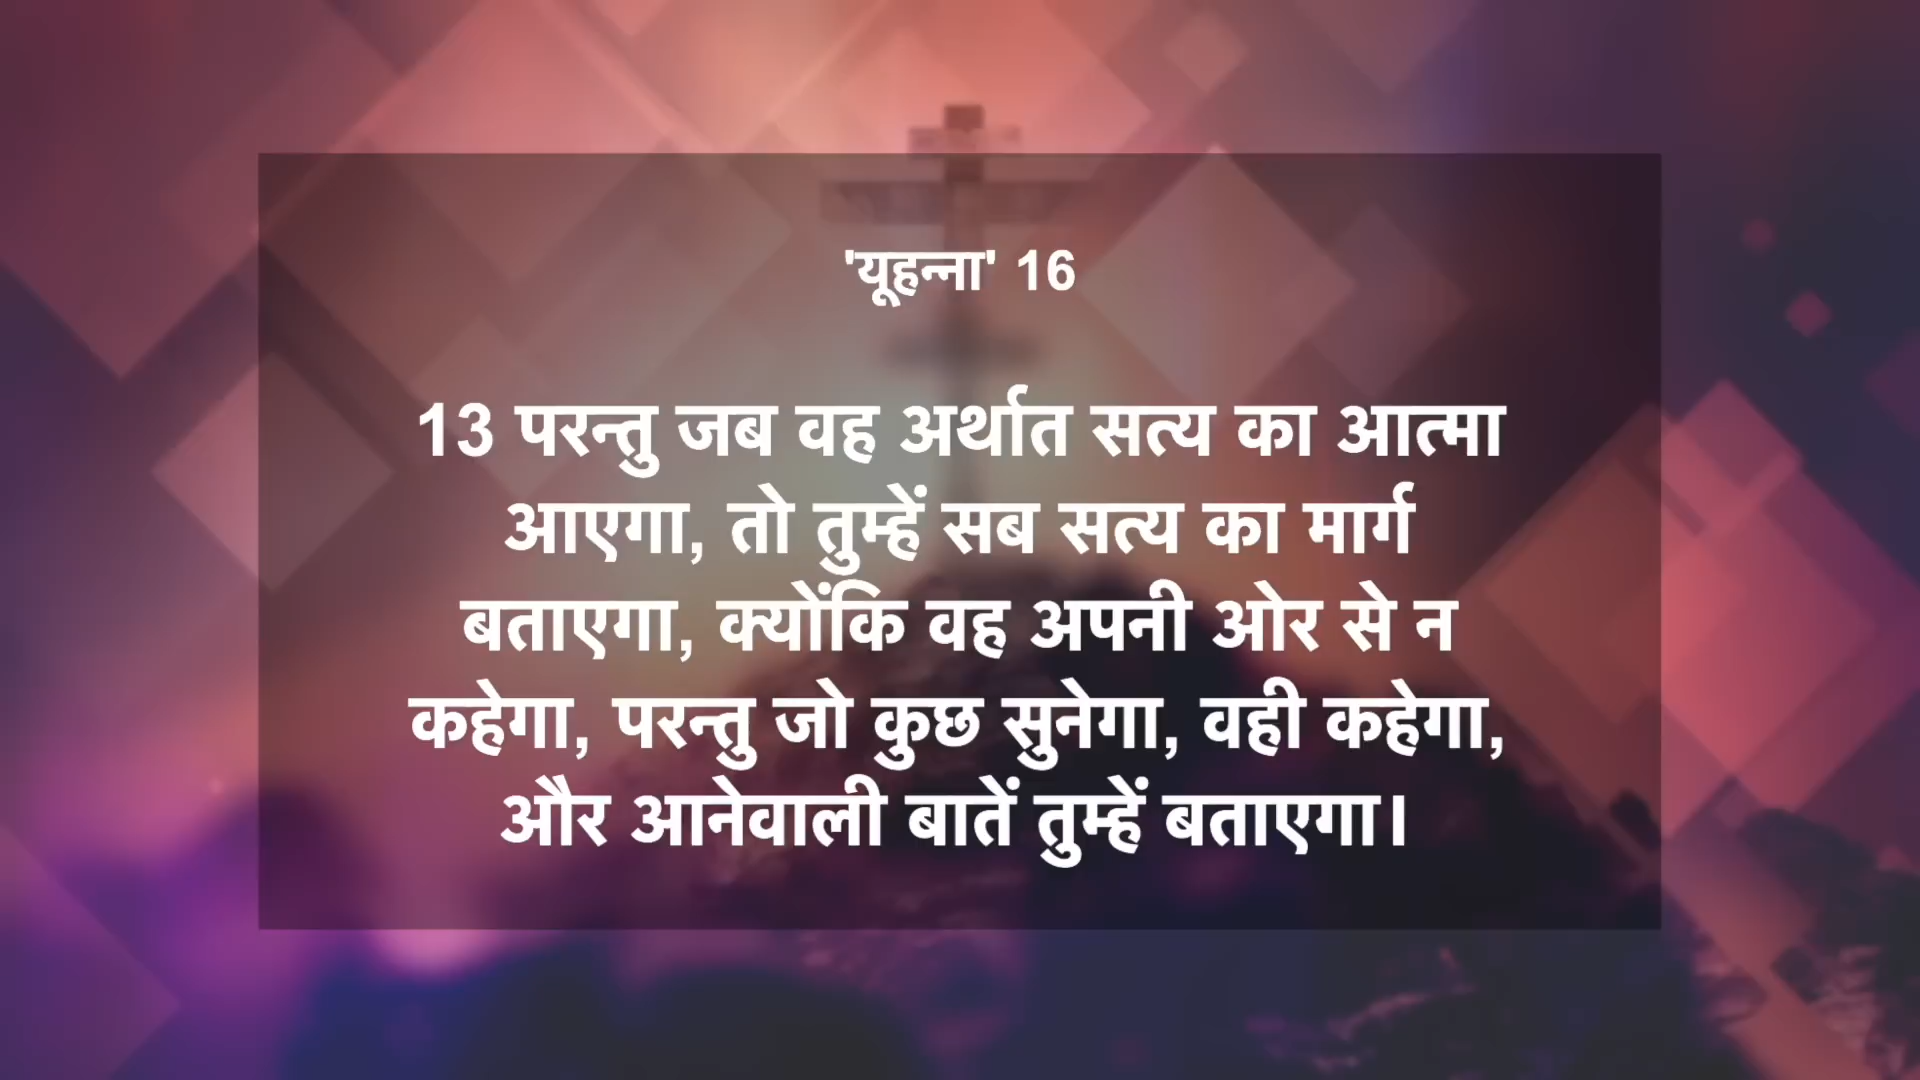 'यूहन्ना' 16
13 परन्तु जब वह अर्थात सत्य का आत्मा
आएगा, तो तुम्हें सब सत्य का मार्ग
बताएगा, क्योंकि वह अपनी ओर से न
कहेगा, परन्तु जो कुछ सुनेगा, वही कहेगा,
और आनेवाली बातें तुम्हें बताएगा।